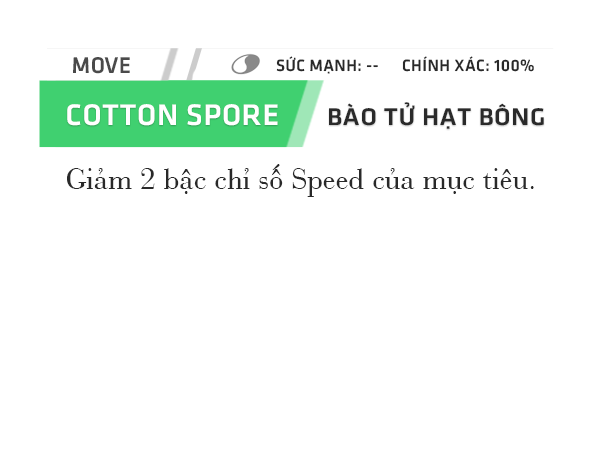 MOVE SỨC MẠNH: -- CHÍNH XÁC: 100%
COTTON SPORE BÀO TỬ HẠT BÔNG
Giảm 2 bậc chỉ số Speed của mục tiêu.